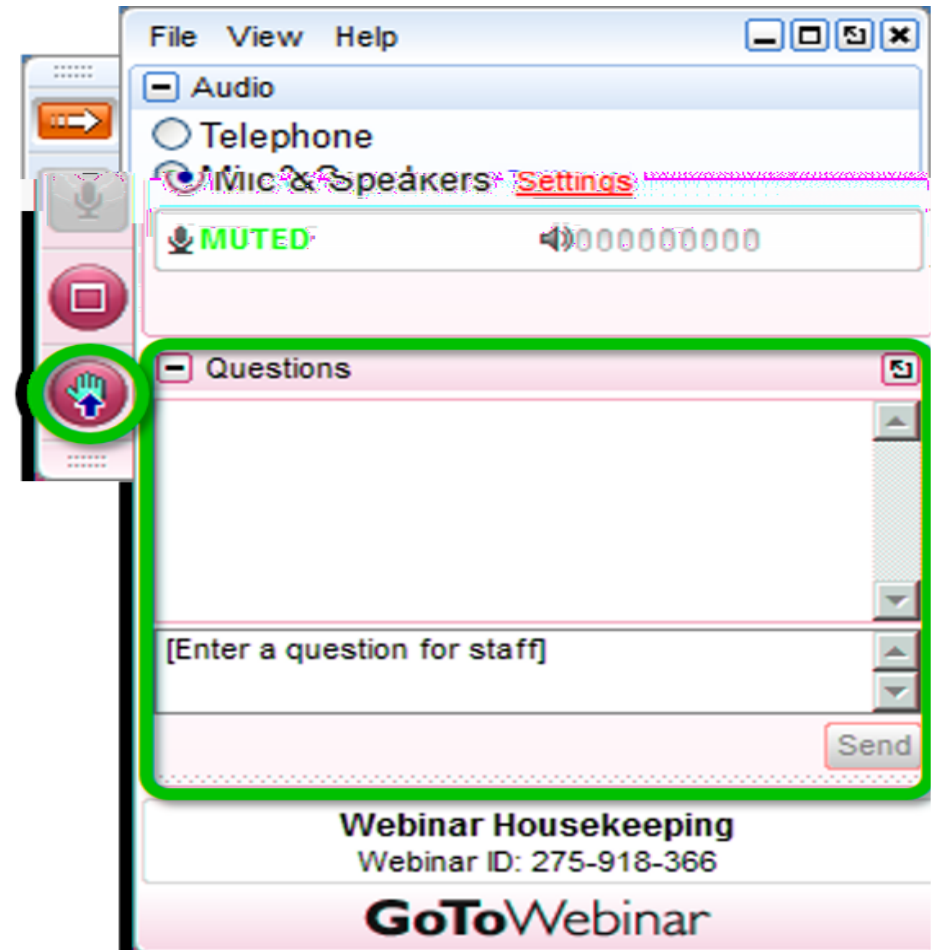 File View Help
Audio
Telephone
Mic & Speakers Settings
MUTED 000000000
Questions
[Enter a question for staff]
Send
Webinar Housekeeping
Webinar ID: 275-918-366
GoToWebinar